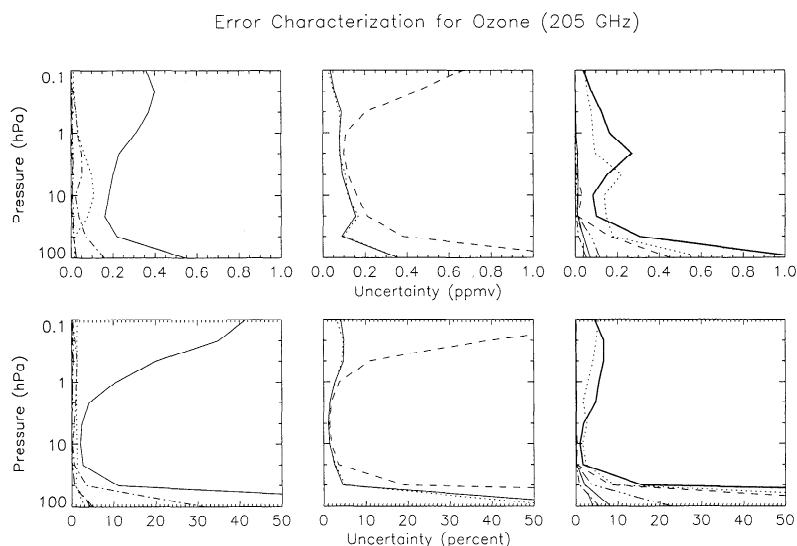 Error Characterization for Ozone (205 GHz)
Pressure (hPa)
0.1
1
10
100
0.0 0.2 0.4 0.6 0.8 1.0
0.0 0.2 0.4 0.6 0.8 1.0
0.0 0.2 0.4 0.6 0.8 1.0
Uncertainty (ppmv)
Pressure (hPa)
0.1
1
10
100
0 10 20 30 40 50
0 10 20 30 40 50
0 10 20 30 40 50
Uncertainty (percent)